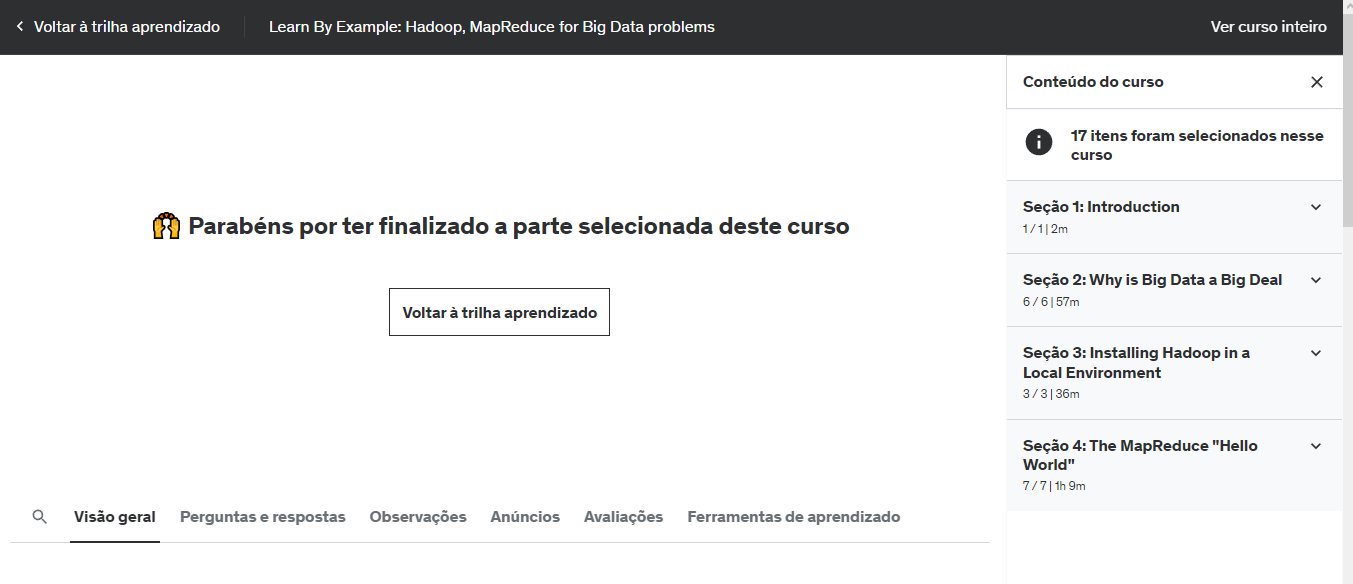 Voltar à trilha aprendizado
Learn By Example: Hadoop, MapReduce for Big Data problems
Ver curso inteiro
Parabéns por ter finalizado a parte selecionada deste curso
Voltar à trilha aprendizado
Visão geral
Perguntas e respostas
Observações
Anúncios
Avaliações
Ferramentas de aprendizado
Conteúdo do curso
17 itens foram selecionados nesse
curso
Seção 1: Introduction
1 / 1 | 2m
Seção 2: Why is Big Data a Big Deal
6 / 6 | 57m
Seção 3: Installing Hadoop in a
Local Environment
3 / 3 | 36m
Seção 4: The MapReduce "Hello
World"
7 / 7 | 1h 9m